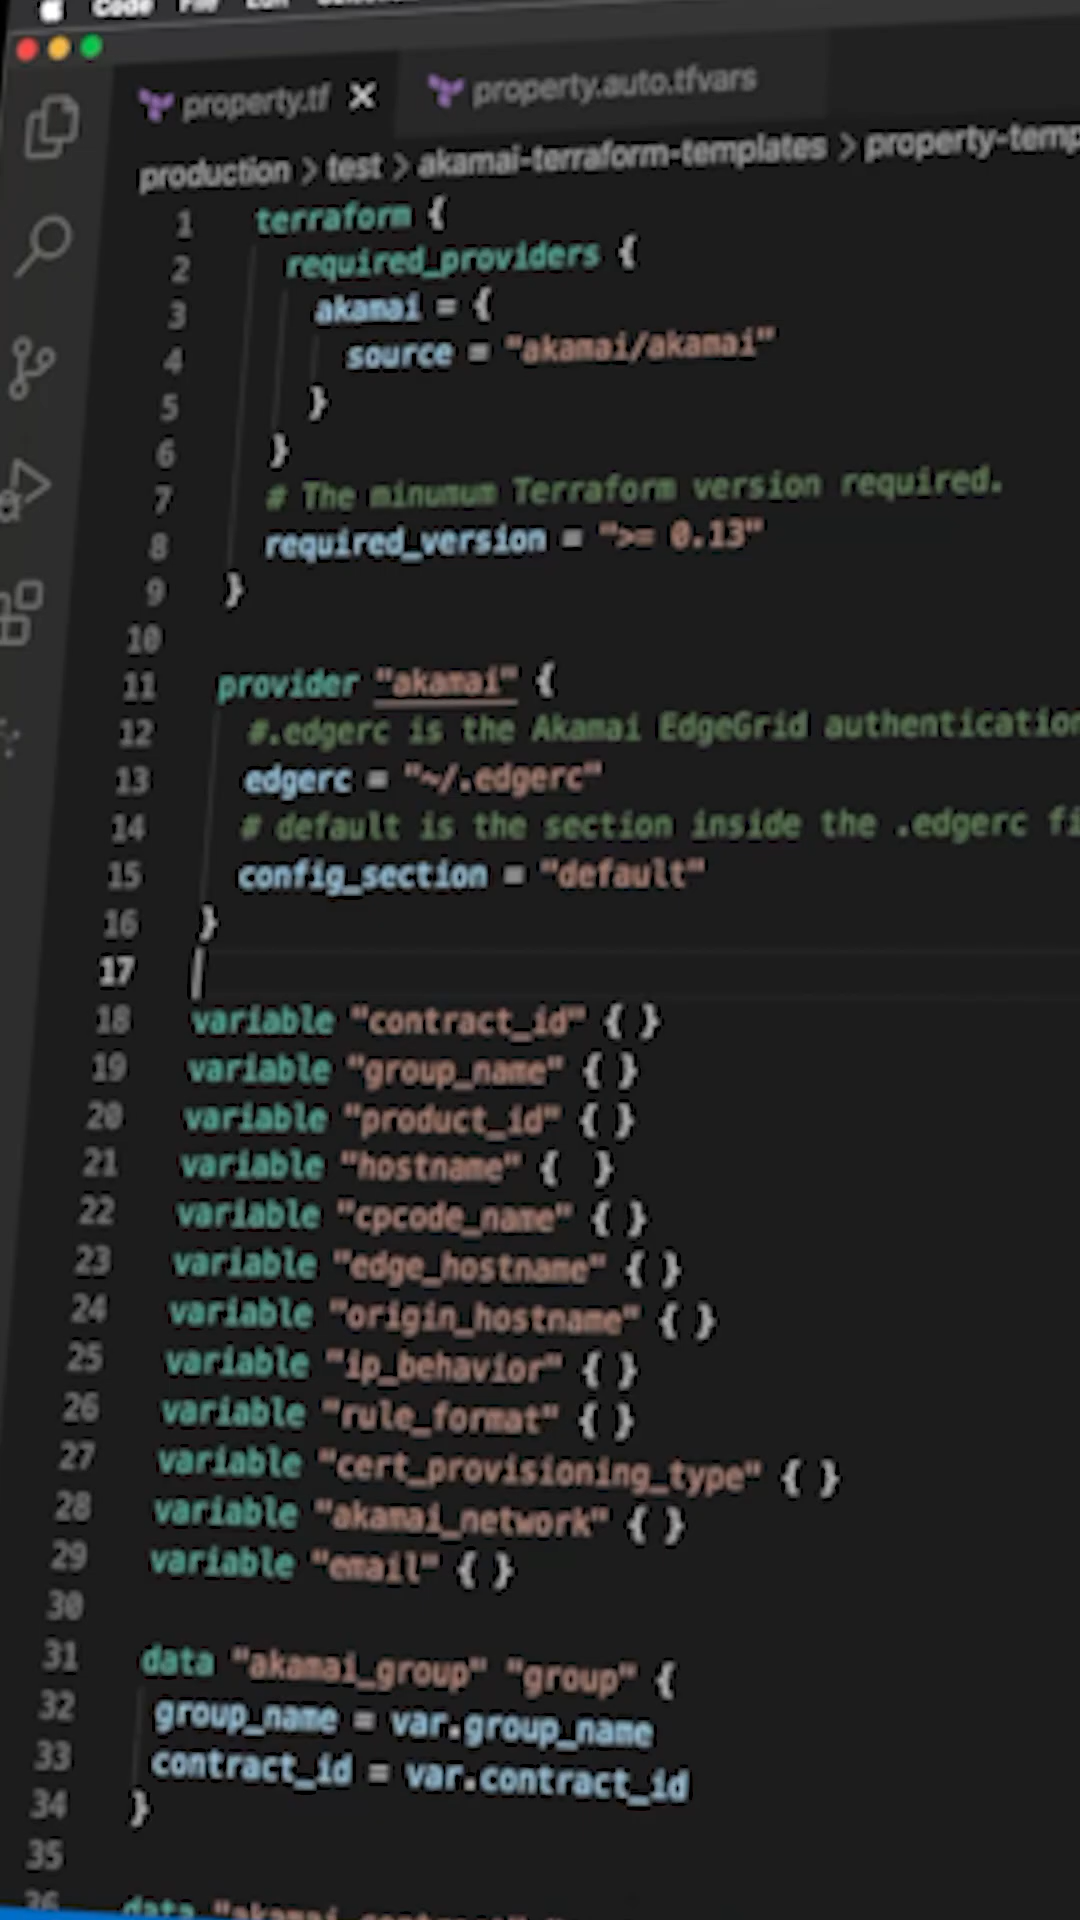 Code File Edit
property.tf × property.auto.tfvars
production > test > akamai-terraform-templates > property-temp
1 terraform {
2 required_providers {
3 akamai = {
4 source = "akamai/akamai"
5 }
6 }
7 # The minumum Terraform version required.
8 required_version = ">= 0.13"
9 }
10
11 provider "akamai" {
12 #.edgerc is the Akamai EdgeGrid authentication
13 edgerc = "~/.edgerc"
14 # default is the section inside the .edgerc fi
15 config_section = "default"
16 }
17
18 variable "contract_id" { }
19 variable "group_name" { }
20 variable "product_id" { }
21 variable "hostname" {  }
22 variable "cpcode_name" { }
23 variable "edge_hostname" { }
24 variable "origin_hostname" { }
25 variable "ip_behavior" { }
26 variable "rule_format" { }
27 variable "cert_provisioning_type" { }
28 variable "akamai_network" { }
29 variable "email" { }
30
31 data "akamai_group" "group" {
32 group_name = var.group_name
33 contract_id = var.contract_id
34 }
35
36 data "akamai_contract"